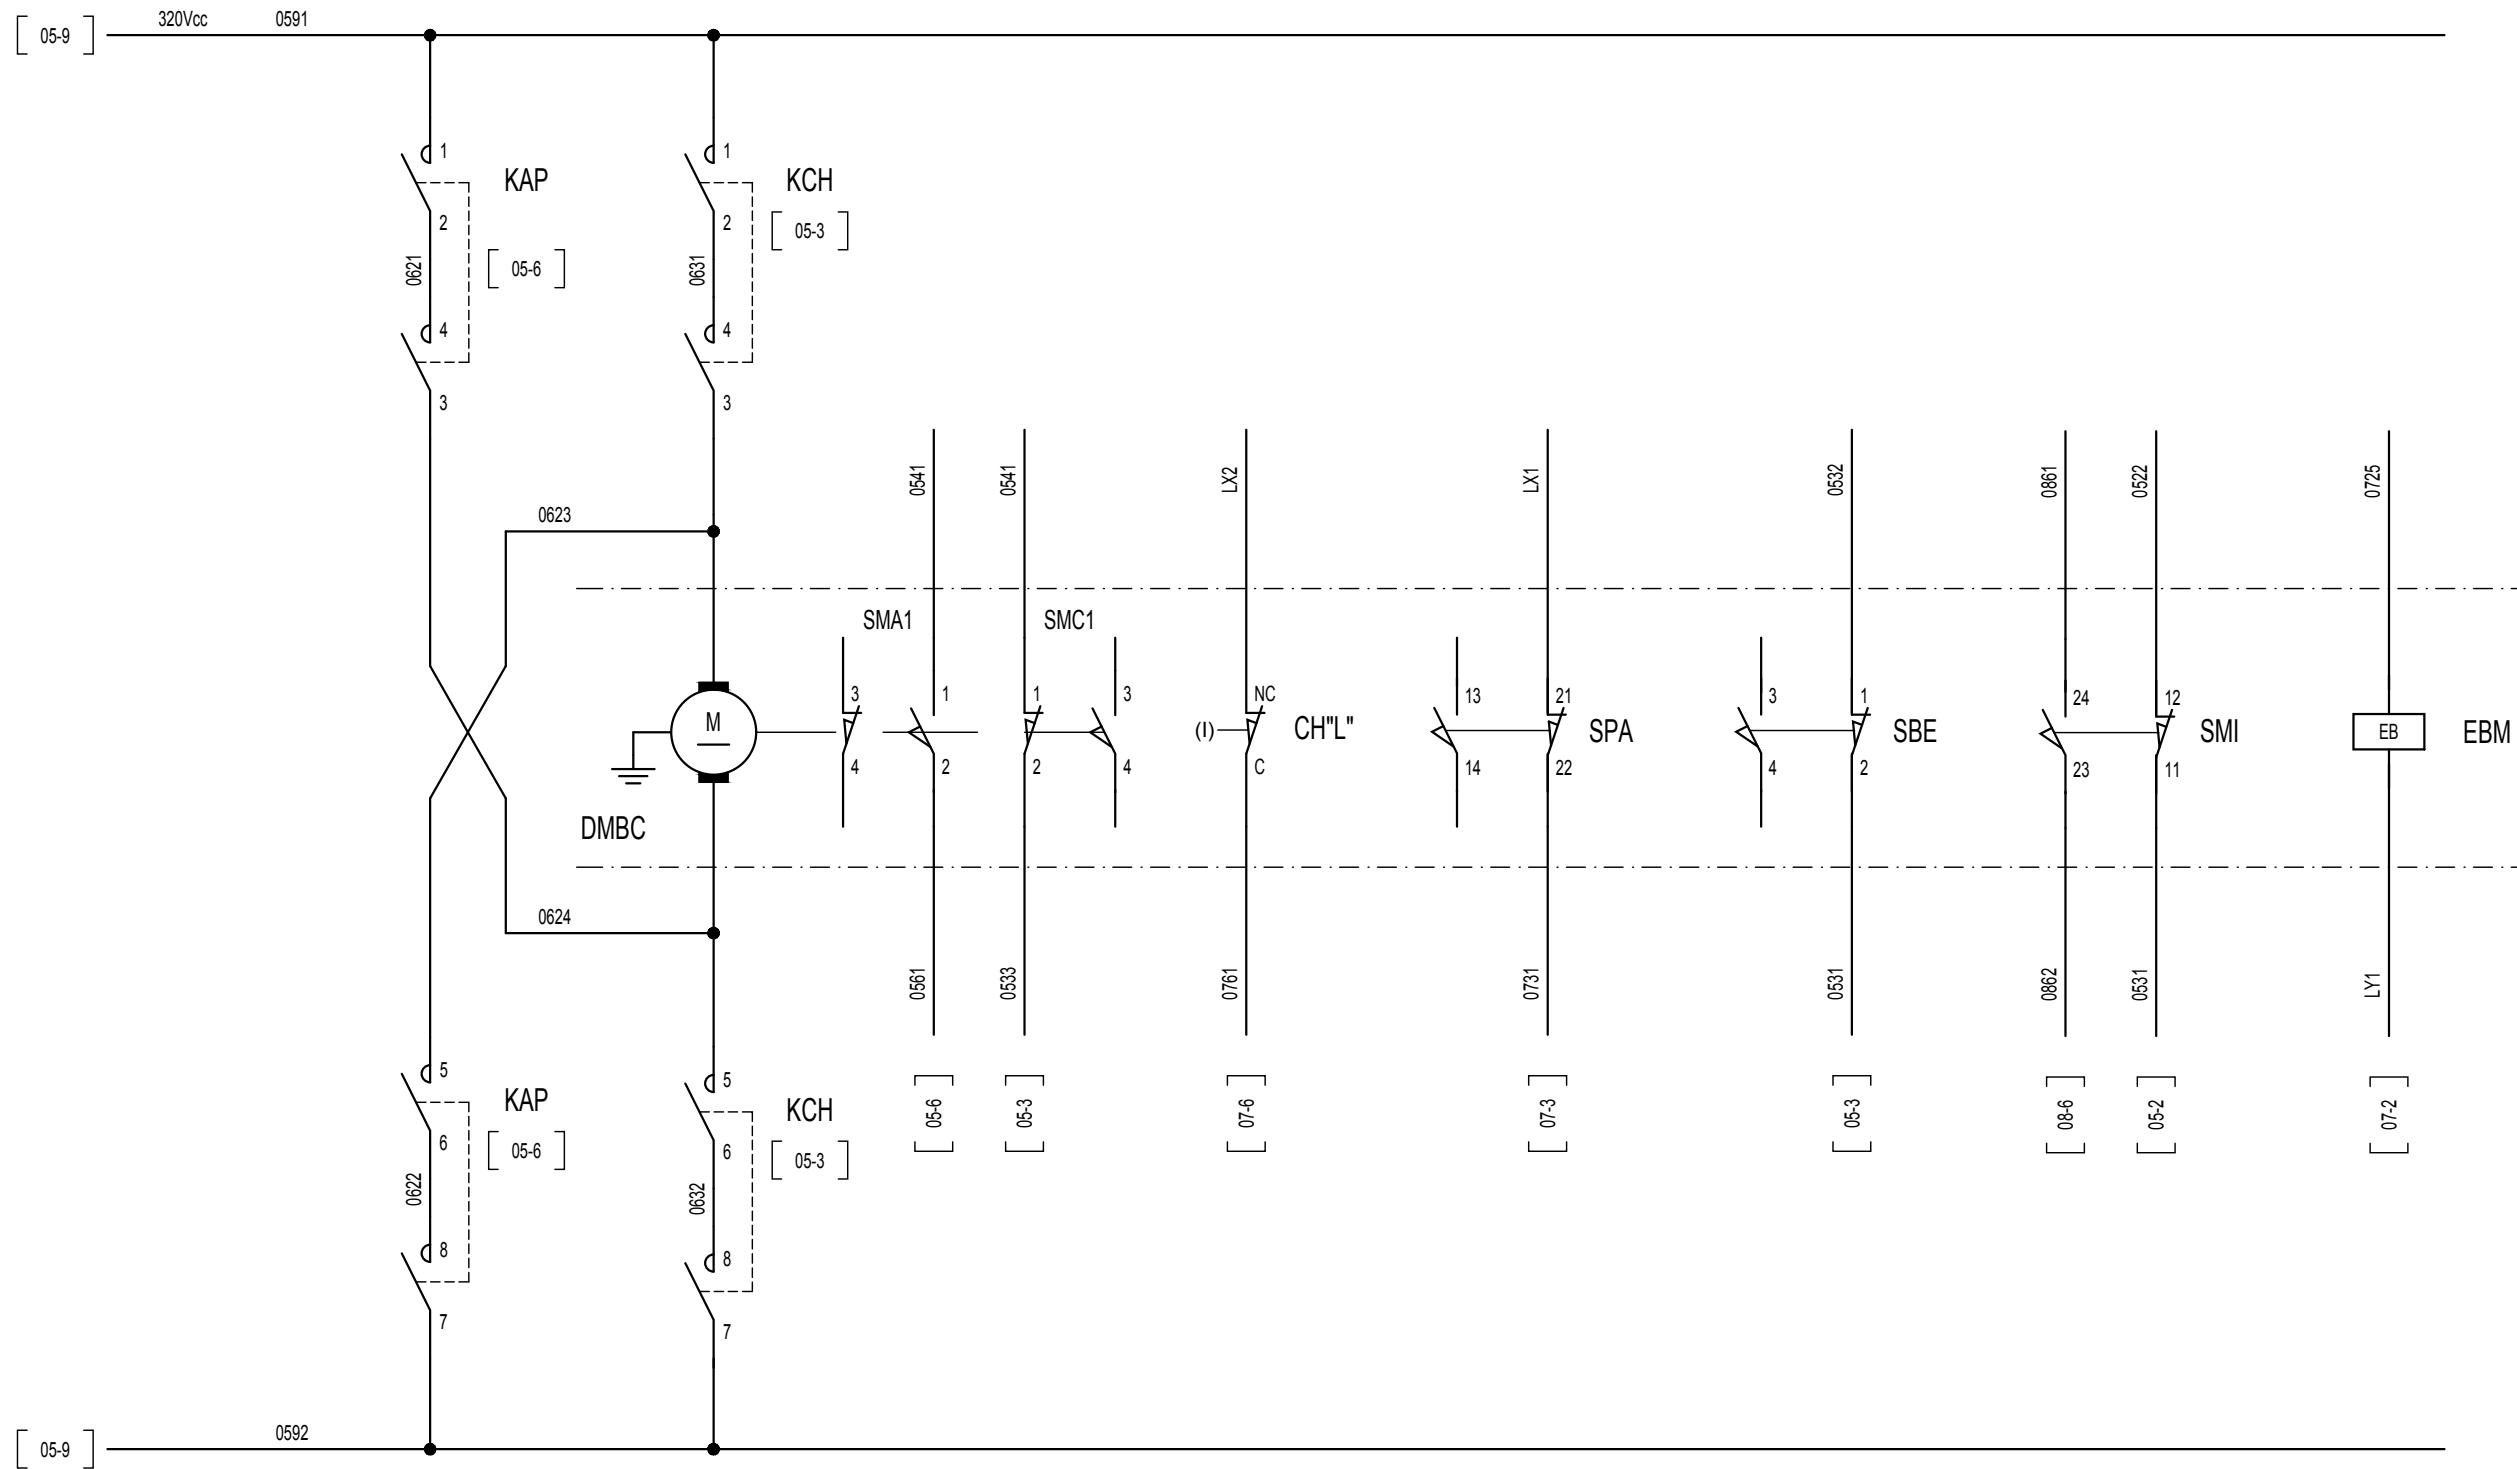 320Vcc 0591
05-9
1 1
KAP KCH
2 2
05-3
0621 05-6 0631
4 4
3 3
0541 0541 LX2 LX1 0532 0861 0522 0725
0623
SMA1 SMC1
3 1 1 3 NC 13 21 3 1 24 12
M (I) CH"L" SPA SBE SMI EB EBM
4 2 2 4 C 14 22 4 2 23 11
DMBC
0624
0561 0533 0761 0731 0531 0862 0531 LY1
5 5
KAP KCH 05-6 05-3 07-6 07-3 05-3 08-6 05-2 07-2
6 6
05-6 05-3
0622 0632
8 8
7 7
0592
05-9